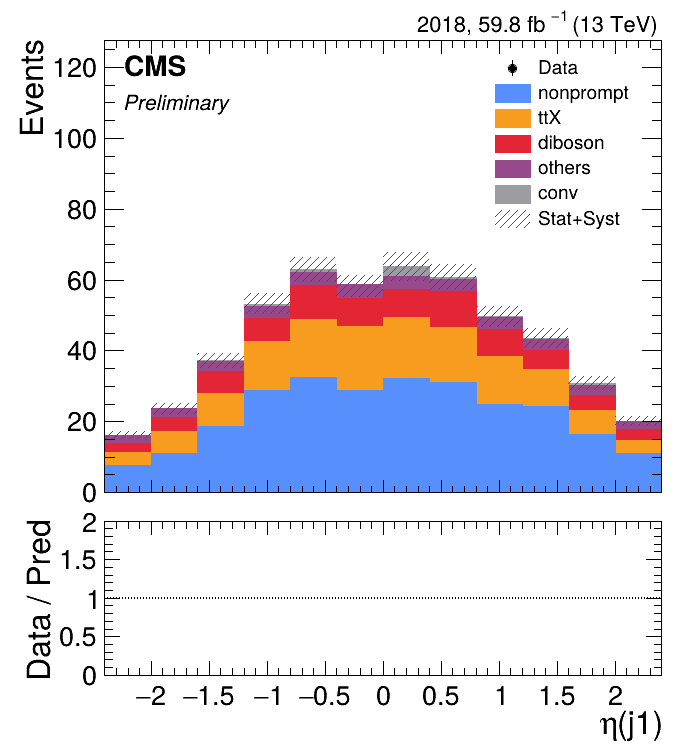 2018, 59.8 fb⁻¹ (13 TeV)
CMS
Preliminary
Data
nonprompt
ttX
diboson
others
conv
Stat+Syst
Events
120
100
80
60
40
20
0
Data / Pred
2
1.5
1
0.5
0
−2 −1.5 −1 −0.5 0 0.5 1 1.5 2
η(j1)